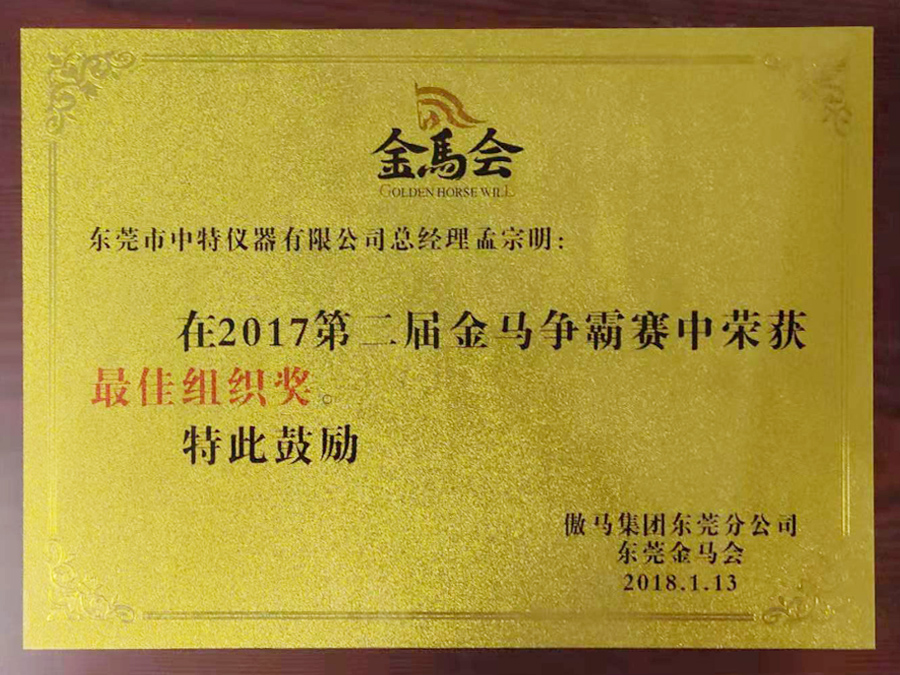 金馬会
GOLDEN HORSE WILL
东莞市中特仪器有限公司总经理孟宗明：
在2017第二届金马争霸赛中荣获
最佳组织奖。
特此鼓励
傲马集团东莞分公司
东莞金马会
2018.1.13